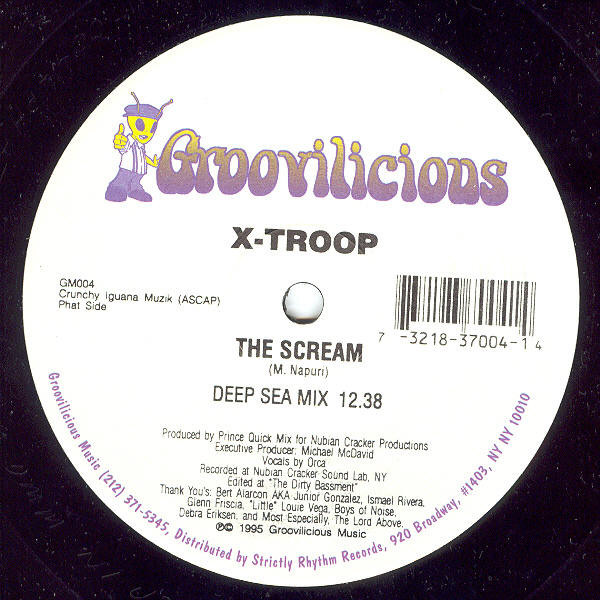 Groovilicious
X-TROOP
GM004
Crunchy Iguana Muzik (ASCAP)
Phat Side
7 -3218-37004-1 4
THE SCREAM
(M. Napuri)
DEEP SEA MIX 12.38
Produced by Prince Quick Mix for Nubian Cracker Productions
Executive Producer: Michael McDavid
Vocals by Orca
Recorded at Nubian Cracker Sound Lab, NY
Edited at "The Dirty Bassment"
Thank You's: Bert Alarcon AKA Junior Gonzalez, Ismael Rivera,
Glenn Friscia, "Little" Louie Vega, Boys of Noise,
Debra Eriksen, and Most Especially, The Lord Above.
℗© 1995 Groovilicious Music
Groovilicious Music (212) 371-5345, Distributed by Strictly Rhythm Records, 920 Broadway, #1403, NY NY 10010